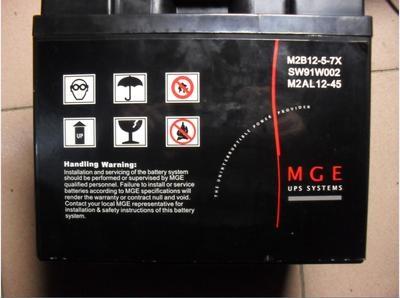 M2B12-5-7X
SW91W002
M2AL12-45
UP
THE UNINTERRUPTIBLE POWER PROVIDER
MGE
UPS SYSTEMS
Handling Warning:
Installation and servicing of the battery system
should be performed or supervised by MGE
qualified personnel. Failure to install or service
batteries according to MGE specifications will
render the warranty or contract null and void.
Contact your local MGE representative for
installation & safety instructions of this battery
system.